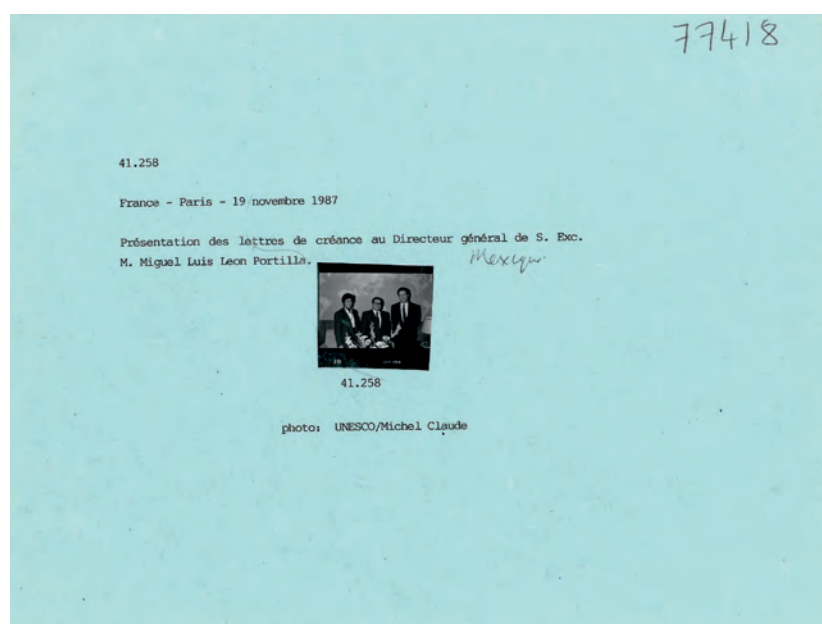 77418
41.258
France - Paris - 19 novembre 1987
Présentation des lettres de créance au Directeur général de S. Exc.
M. Miguel Luis Leon Portilla.
Mexique
41.258
photo: UNESCO/Michel Claude